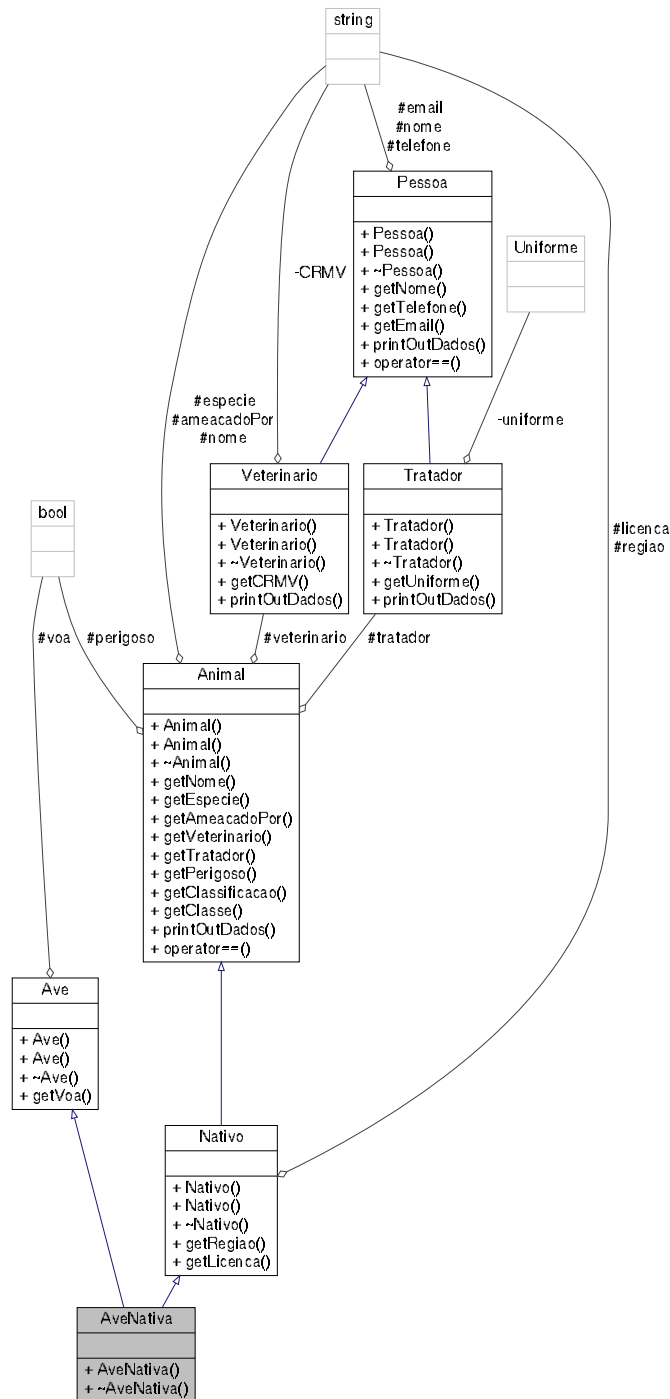 string
#email
#nome
#telefone
Pessoa
+ Pessoa()
+ Pessoa()
+ ~Pessoa()
+ getNome()
+ getTelefone()
+ getEmail()
+ printOutDados()
+ operator==()
Uniforme
-CRMV
#especie
#ameacadoPor
#nome
-uniforme
Veterinario
+ Veterinario()
+ Veterinario()
+ ~Veterinario()
+ getCRMV()
+ printOutDados()
Tratador
+ Tratador()
+ Tratador()
+ ~Tratador()
+ getUniforme()
+ printOutDados()
#licenca
#regiao
bool
#voa
#perigoso
#veterinario
#tratador
Animal
+ Animal()
+ Animal()
+ ~Animal()
+ getNome()
+ getEspecie()
+ getAmeacadoPor()
+ getVeterinario()
+ getTratador()
+ getPerigoso()
+ getClassificacao()
+ getClasse()
+ printOutDados()
+ operator==()
Ave
+ Ave()
+ Ave()
+ ~Ave()
+ getVoa()
Nativo
+ Nativo()
+ Nativo()
+ ~Nativo()
+ getRegiao()
+ getLicenca()
AveNativa
+ AveNativa()
+ ~AveNativa()